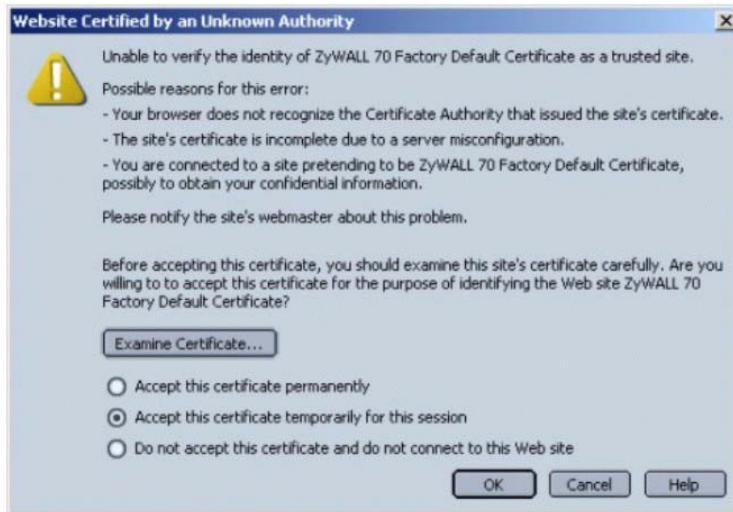 Website Certified by an Unknown Authority
Unable to verify the identity of ZyWALL 70 Factory Default Certificate as a trusted site.
Possible reasons for this error:
- Your browser does not recognize the Certificate Authority that issued the site's certificate.
- The site's certificate is incomplete due to a server misconfiguration.
- You are connected to a site pretending to be ZyWALL 70 Factory Default Certificate,
possibly to obtain your confidential information.
Please notify the site's webmaster about this problem.
Before accepting this certificate, you should examine this site's certificate carefully. Are you
willing to to accept this certificate for the purpose of identifying the Web site ZyWALL 70
Factory Default Certificate?
Examine Certificate...
Accept this certificate permanently
Accept this certificate temporarily for this session
Do not accept this certificate and do not connect to this Web site
OK Cancel Help